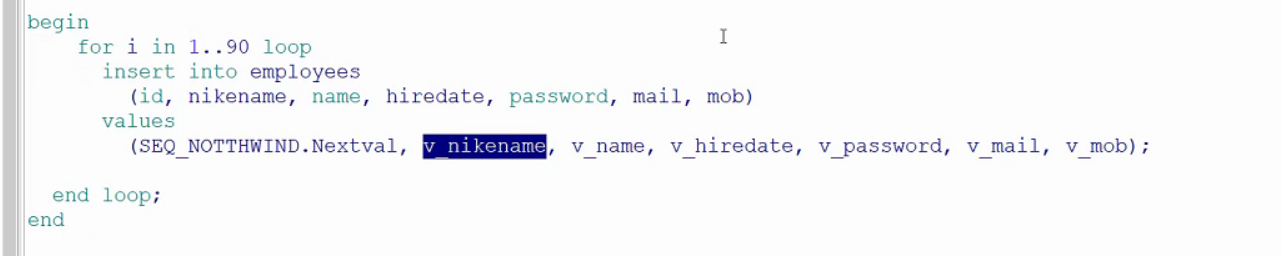 begin
for i in 1..90 loop
insert into employees
(id, nikename, name, hiredate, password, mail, mob)
values
(SEQ_NOTTHWIND.Nextval, v_nikename, v_name, v_hiredate, v_password, v_mail, v_mob);
end loop;
end